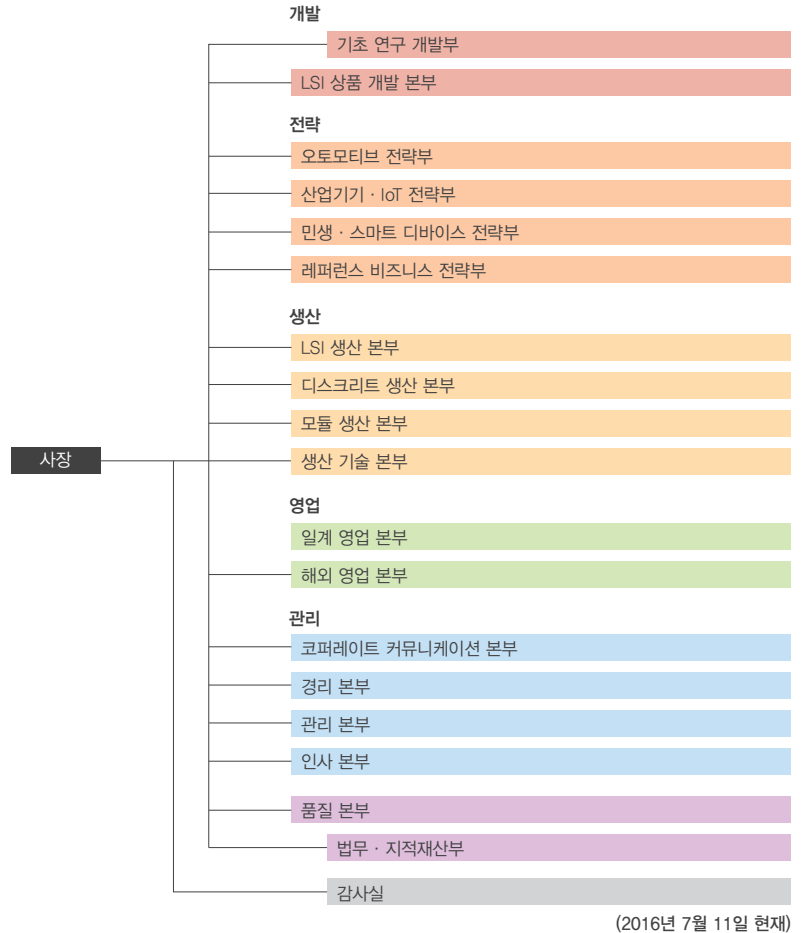 개발
기초 연구 개발부
LSI 상품 개발 본부
전략
오토모티브 전략부
산업기기 · IoT 전략부
민생 · 스마트 디바이스 전략부
레퍼런스 비즈니스 전략부
생산
LSI 생산 본부
디스크리트 생산 본부
모듈 생산 본부
사장
생산 기술 본부
영업
일계 영업 본부
해외 영업 본부
관리
코퍼레이트 커뮤니케이션 본부
경리 본부
관리 본부
인사 본부
품질 본부
법무 · 지적재산부
감사실
(2016년 7월 11일 현재)